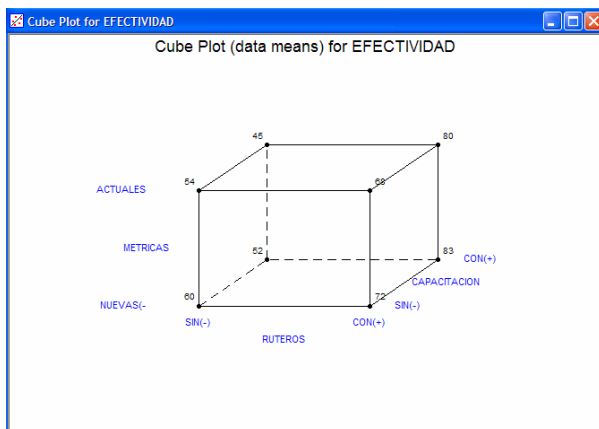 Cube Plot for EFECTIVIDAD
Cube Plot (data means) for EFECTIVIDAD
45
80
54
68
ACTUALES
METRICAS
52
83
CON(+)
CAPACITACION
NUEVAS(-
60
72
SIN(-)
SIN(-)
CON(+)
RUTEROS